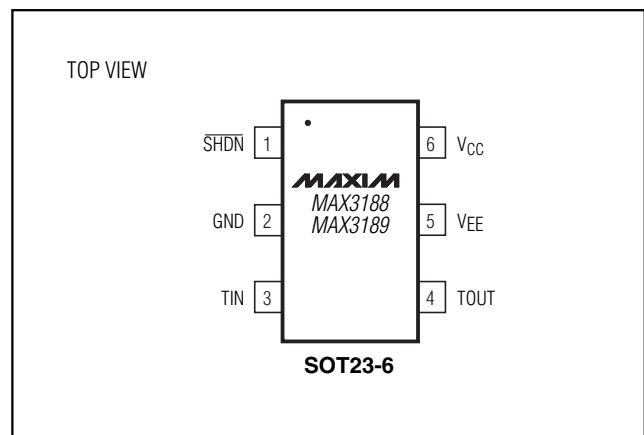 TOP VIEW
SHDN 1
6 VCC
MAXIM
MAX3188
MAX3189
GND 2
5 VEE
TIN 3
4 TOUT
SOT23-6